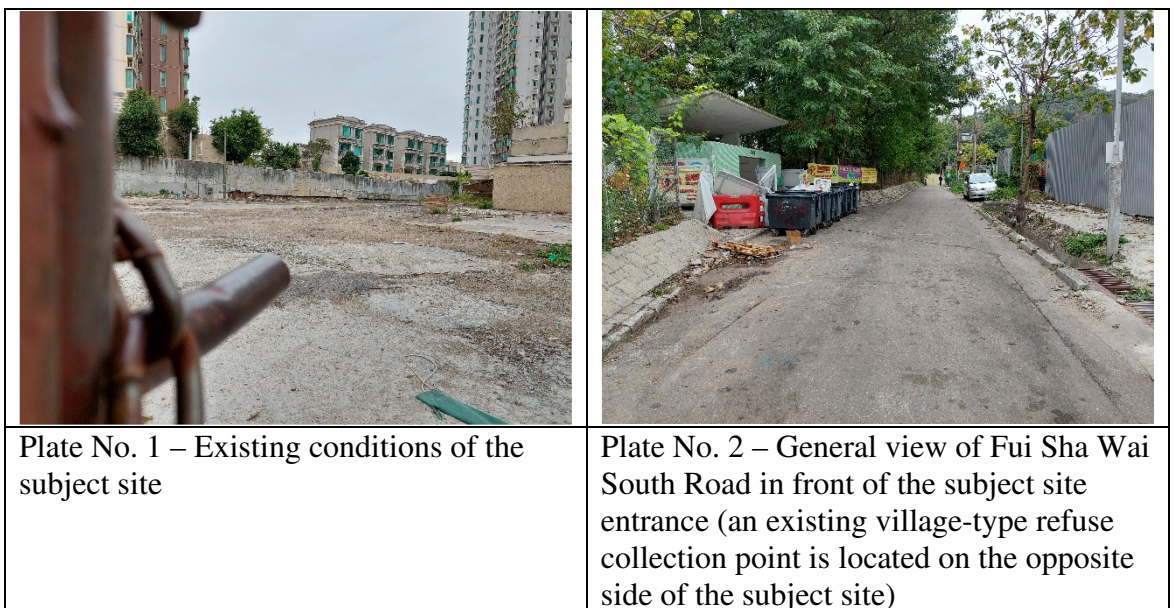 Plate No. 1 – Existing conditions of the
subject site
Plate No. 2 – General view of Fui Sha Wai
South Road in front of the subject site
entrance (an existing village-type refuse
collection point is located on the opposite
side of the subject site)